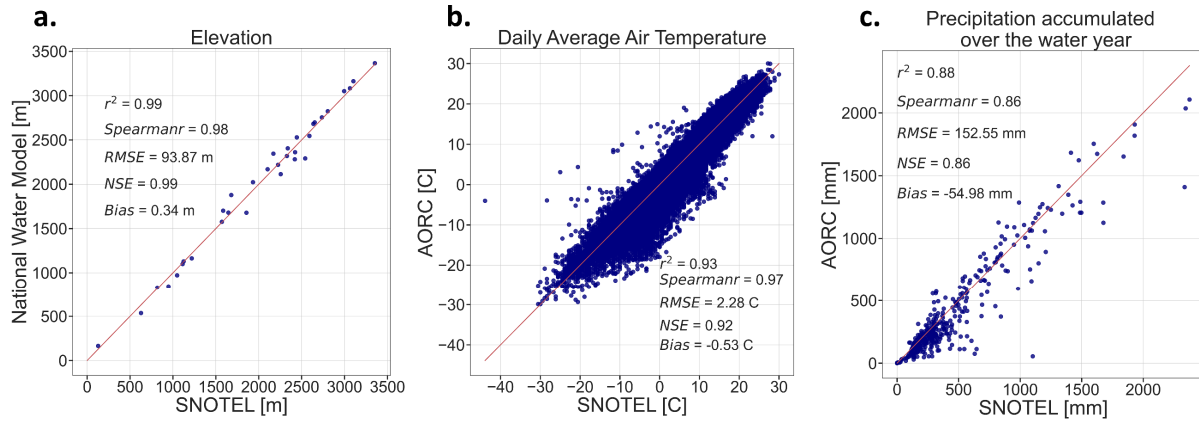 a.
Elevation
National Water Model [m]
3500
3000
2500
2000
1500
1000
500
0
r² = 0.99
Spearmanr = 0.98
RMSE = 93.87 m
NSE = 0.99
Bias = 0.34 m
0 500 1000 1500 2000 2500 3000 3500
SNOTEL [m]
b.
Daily Average Air Temperature
AORC [C]
30
20
10
0
−10
−20
−30
−40
r² = 0.93
Spearmanr = 0.97
RMSE = 2.28 C
NSE = 0.92
Bias = -0.53 C
−40 −30 −20 −10 0 10 20 30
SNOTEL [C]
c.
Precipitation accumulated
over the water year
AORC [mm]
2000
1500
1000
500
0
r² = 0.88
Spearmanr = 0.86
RMSE = 152.55 mm
NSE = 0.86
Bias = -54.98 mm
0 500 1000 1500 2000
SNOTEL [mm]